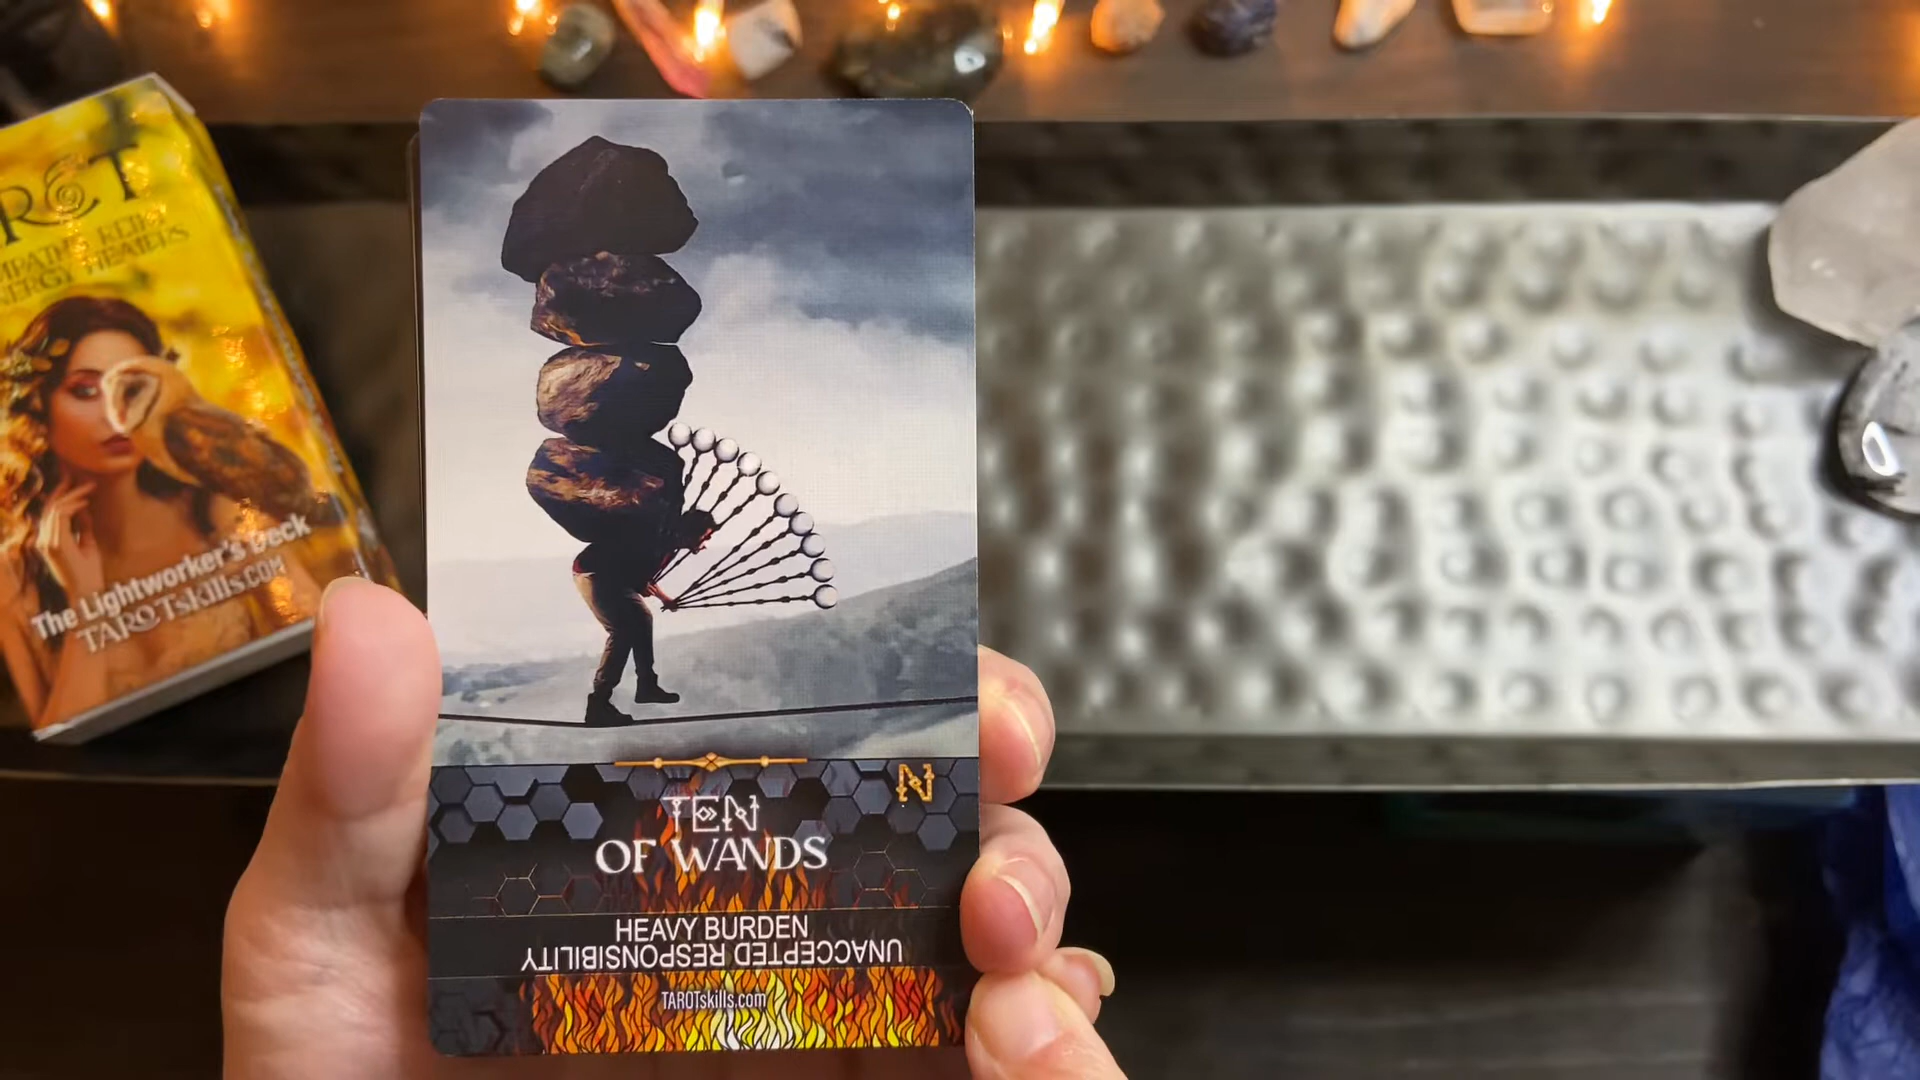 The Lightworker's Deck
TAROTskills.com
N
TEN
OF WANDS
HEAVY BURDEN
UNACCEPTED RESPONSIBILITY
TAROTskills.com